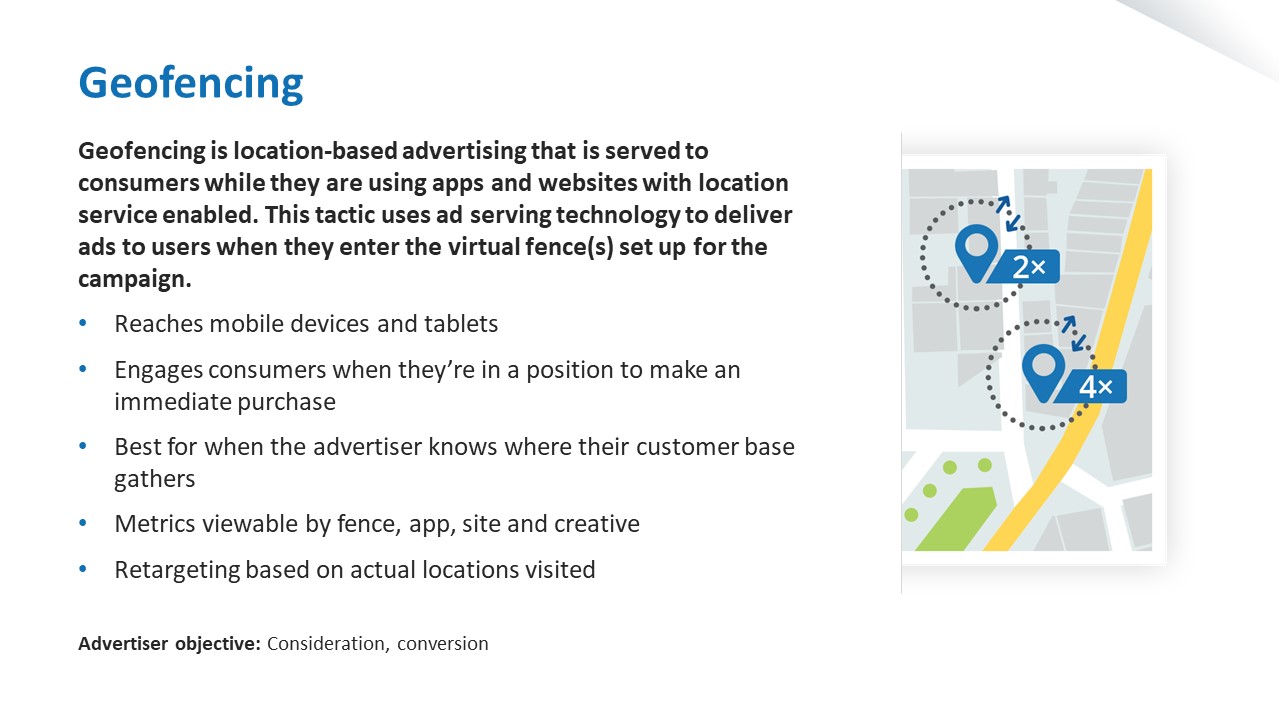 Geofencing
Geofencing is location-based advertising that is served to
consumers while they are using apps and websites with location
service enabled. This tactic uses ad serving technology to deliver
ads to users when they enter the virtual fence(s) set up for the
campaign.
• Reaches mobile devices and tablets
• Engages consumers when they’re in a position to make an
immediate purchase
• Best for when the advertiser knows where their customer base
gathers
• Metrics viewable by fence, app, site and creative
• Retargeting based on actual locations visited
Advertiser objective: Consideration, conversion
2×
4×